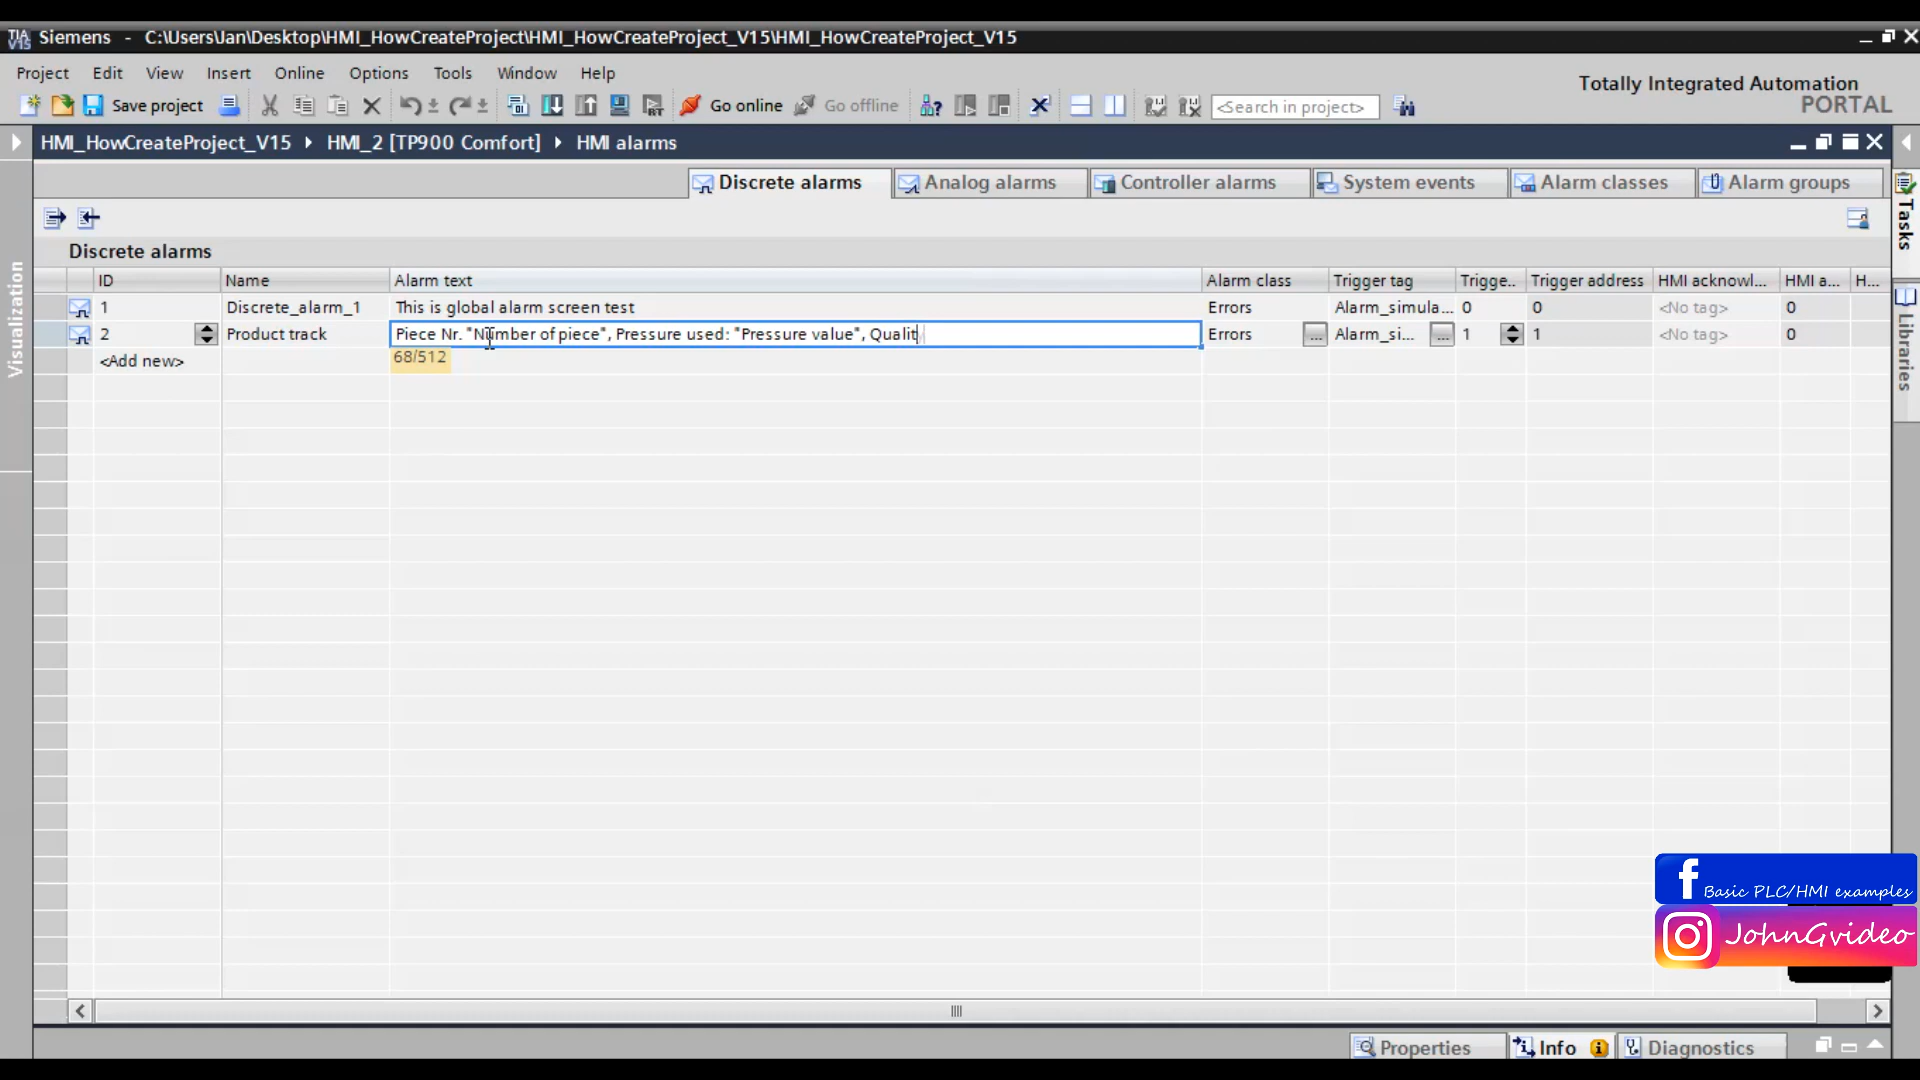 TIA V15 Siemens - C:\Users\Jan\Desktop\HMI_HowCreateProject\HMI_HowCreateProject_V15\HMI_HowCreateProject_V15
Project Edit View Insert Online Options Tools Window Help
Totally Integrated Automation
PORTAL
Save project Go online Go offline <Search in project>
HMI_HowCreateProject_V15 HMI_2 [TP900 Comfort] HMI alarms
Discrete alarms Analog alarms Controller alarms System events Alarm classes Alarm groups
Visualization
Tasks
Libraries
Discrete alarms
ID Name Alarm text Alarm class Trigger tag Trigge.. Trigger address HMI acknowl... HMI a... H...
1 Discrete_alarm_1 This is global alarm screen test Errors Alarm_simula... 0 0 <No tag> 0
2 Product track Piece Nr. "Number of piece", Pressure used: "Pressure value", Qualit Errors ... Alarm_si... ... 1 1 <No tag> 0
<Add new> 68/512
f Basic PLC/HMI examples
JohnGvideo
Properties Info Diagnostics